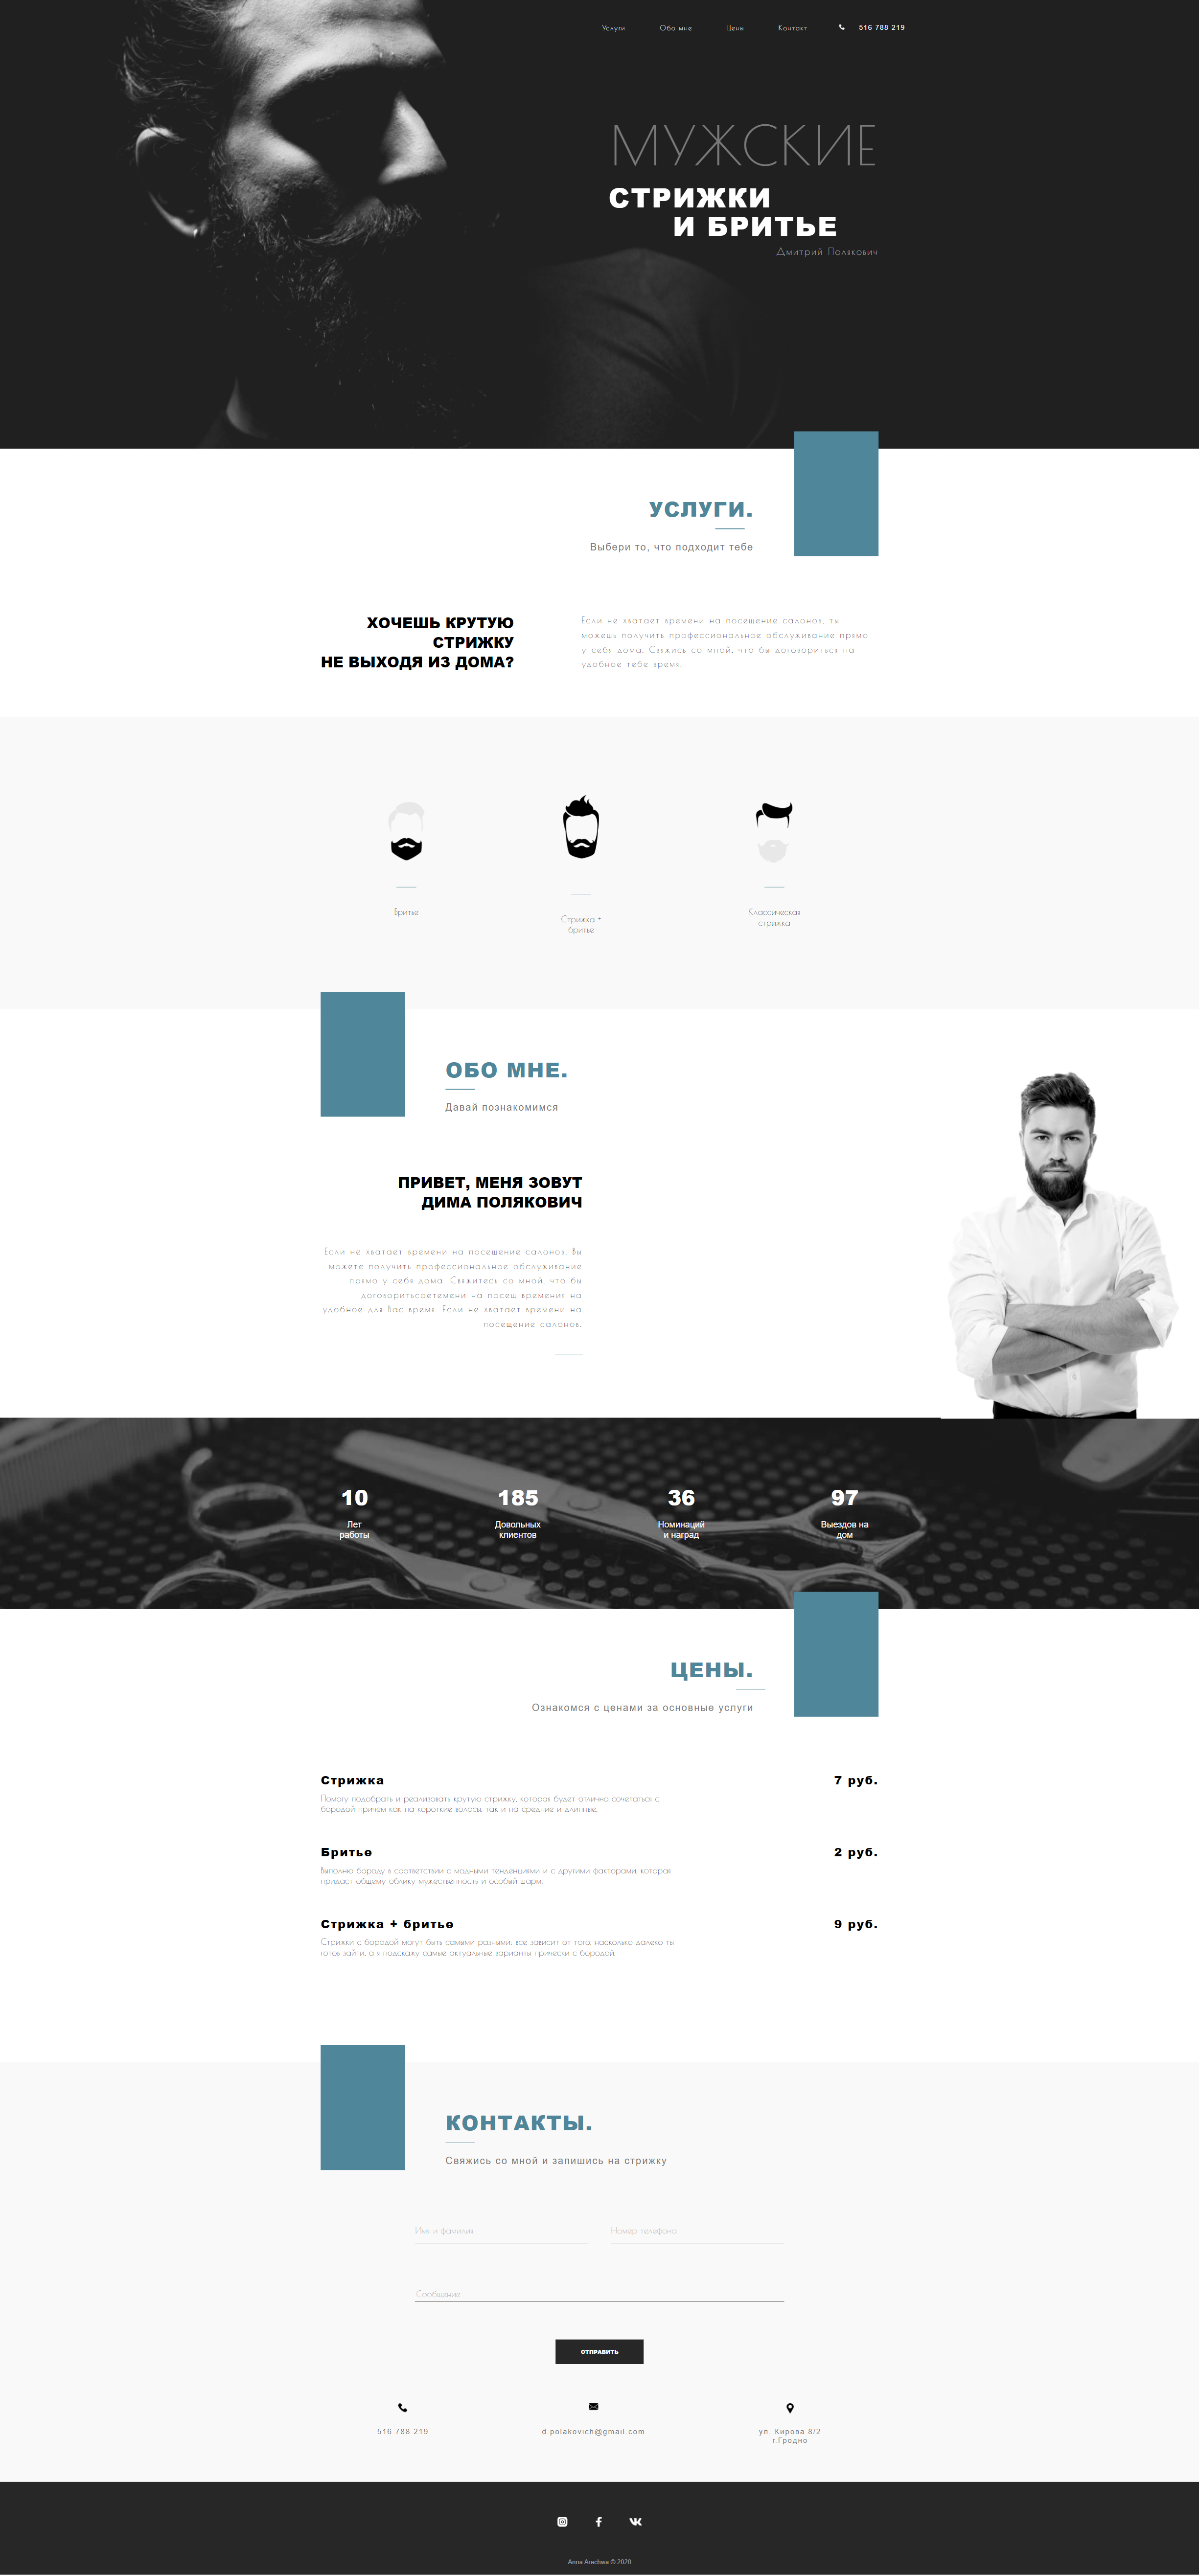 Услуги Обо мне Цены Контакт 516 788 219
МУЖСКИЕ
СТРИЖКИ
И БРИТЬЕ
Дмитрий Полякович
УСЛУГИ.
Выбери то, что подходит тебе
ХОЧЕШЬ КРУТУЮ
СТРИЖКУ
НЕ ВЫХОДЯ ИЗ ДОМА?
Если не хватает времени на посещение салонов, ты
можешь получить профессиональное обслуживание прямо
у себя дома. Свяжись со мной, что бы договориться на
удобное тебе время.
Бритье
Стрижка +
бритье
Классическая
стрижка
ОБО МНЕ.
Давай познакомимся
ПРИВЕТ, МЕНЯ ЗОВУТ
ДИМА ПОЛЯКОВИЧ
Если не хватает времени на посещение салонов, Вы
можете получить профессиональное обслуживание
прямо у себя дома. Свяжитесь со мной, что бы
договоритьсаетемени на посещ времения на
удобное для Вас время. Если не хватает времени на
посещение салонов,
10
Лет
работы
185
Довольных
клиентов
36
Номинаций
и наград
97
Выездов на
дом
ЦЕНЫ.
Ознакомся с ценами за основные услуги
Стрижка 7 руб.
Помогу подобрать и реализовать крутую стрижку, которая будет отлично сочетаться с
бородой причем как на короткие волосы, так и на средние и длинные.
Бритье 2 руб.
Выполню бороду в соответствии с модными тенденциями и с другими факторами, которая
придаст общему облику мужественность и особый шарм.
Стрижка + бритье 9 руб.
Стрижки с бородой могут быть самыми разными: все зависит от того, насколько далеко ты
готов зайти, а я подскажу самые актуальные варианты прически с бородой.
КОНТАКТЫ.
Свяжись со мной и запишись на стрижку
Имя и фамилия Номер телефона
Сообщение
ОТПРАВИТЬ
516 788 219
d.polakovich@gmail.com
ул. Кирова 8/2
г.Гродно
Anna Arechwa © 2020